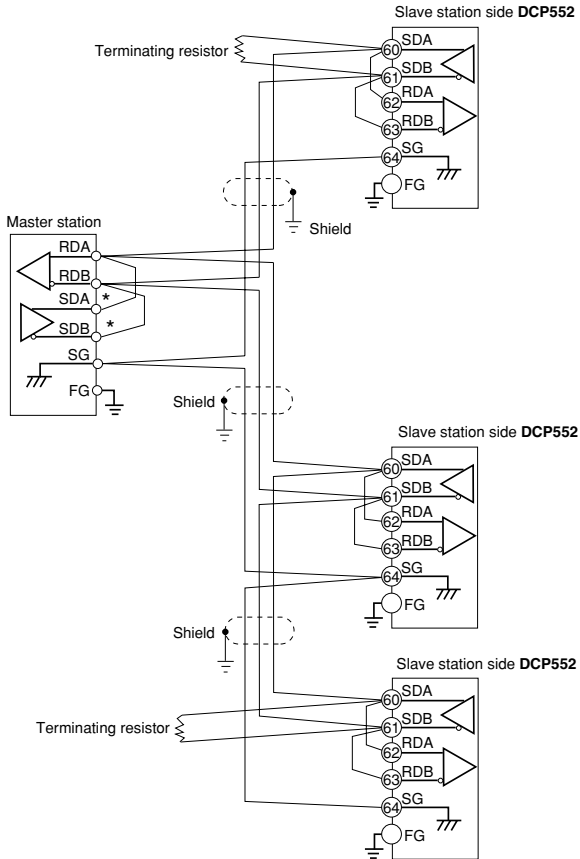 Slave station side DCP552
Terminating resistor
60 SDA
61 SDB
62 RDA
63 RDB
64 SG
FG
Shield
Master station
RDA
RDB
SDA *
SDB *
SG
FG
Shield
Slave station side DCP552
60 SDA
61 SDB
62 RDA
63 RDB
64 SG
FG
Shield
Slave station side DCP552
Terminating resistor
60 SDA
61 SDB
62 RDA
63 RDB
64 SG
FG